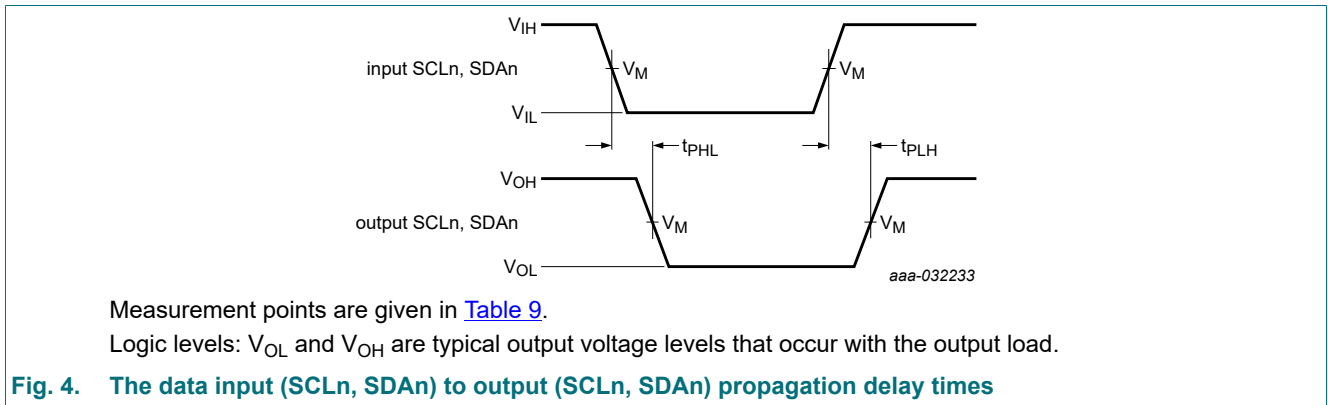 VIH
input SCLn, SDAn
VM
VM
VIL
tPHL
tPLH
VOH
output SCLn, SDAn
VM
VM
VOL
aaa-032233
Measurement points are given in Table 9.
Logic levels: VOL and VOH are typical output voltage levels that occur with the output load.
Fig. 4. The data input (SCLn, SDAn) to output (SCLn, SDAn) propagation delay times